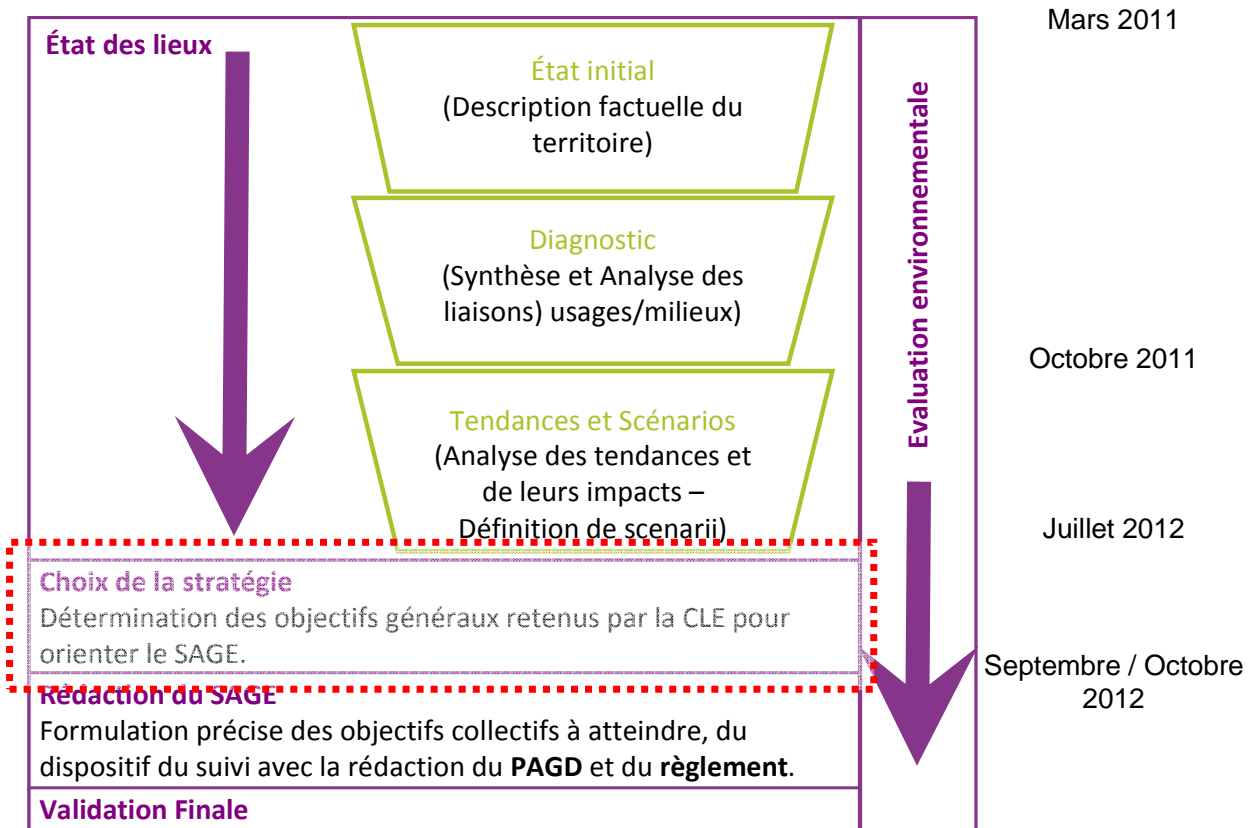 Mars 2011
État des lieux
État initial
(Description factuelle du
territoire)
Diagnostic
(Synthèse et Analyse des
liaisons) usages/milieux)
Octobre 2011
Tendances et Scénarios
(Analyse des tendances et
de leurs impacts –
Définition de scenarii)
Evaluation environnementale
Juillet 2012
Choix de la stratégie
Détermination des objectifs généraux retenus par la CLE pour
orienter le SAGE.
Septembre / Octobre
2012
Rédaction du SAGE
Formulation précise des objectifs collectifs à atteindre, du
dispositif du suivi avec la rédaction du PAGD et du règlement.
Validation Finale